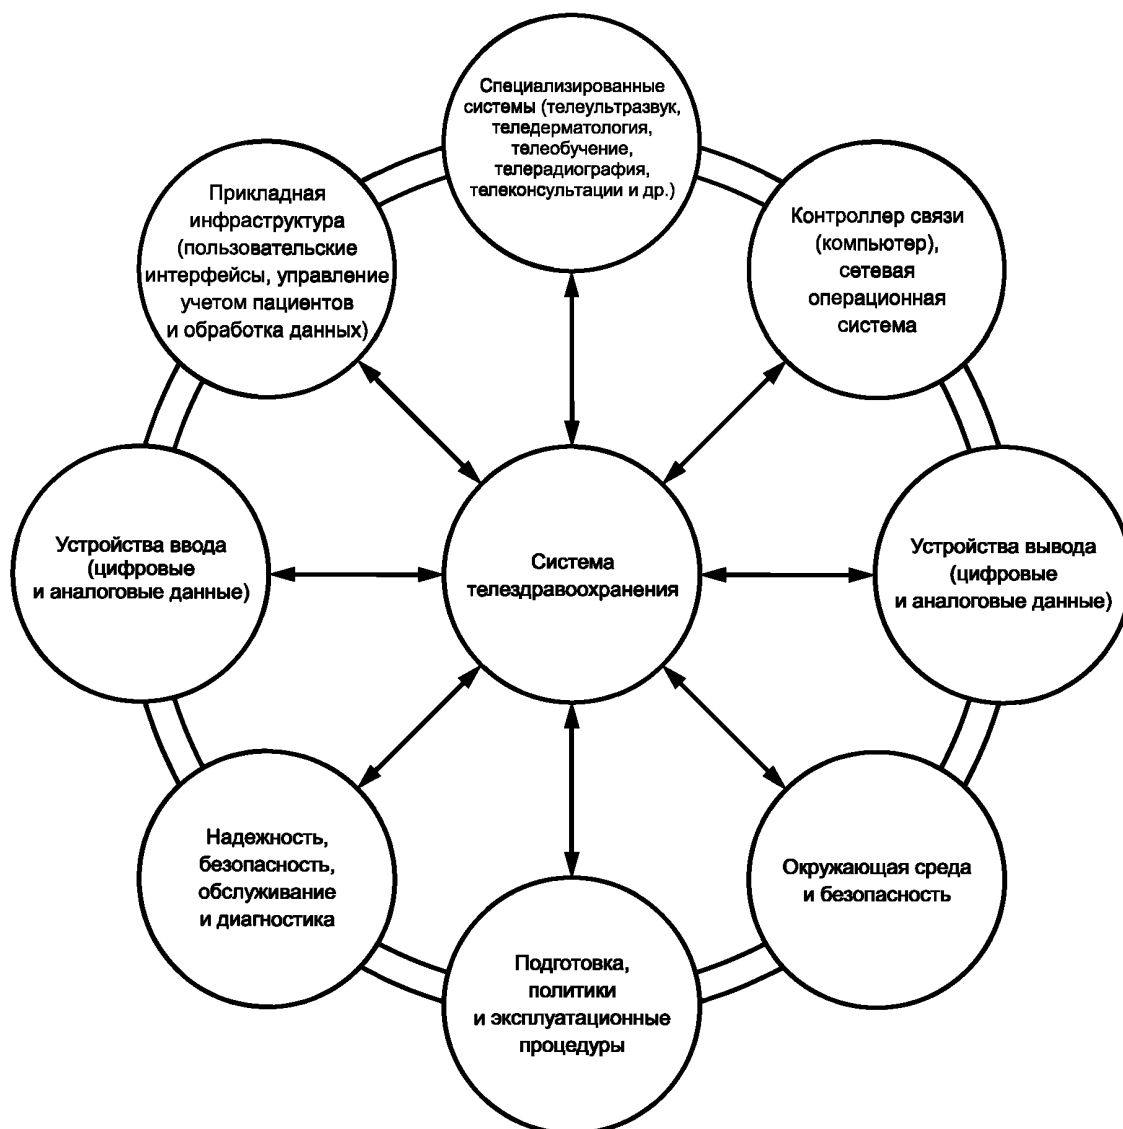 Специализированные
системы (телеультразвук,
теледерматология,
телеобучение,
телерадиография,
телеконсультации и др.)
Прикладная
инфраструктура
(пользовательские
интерфейсы, управление
учетом пациентов
и обработка данных)
Контроллер связи
(компьютер),
сетевая
операционная
система
Устройства ввода
(цифровые
и аналоговые данные)
Система
телездравоохранения
Устройства вывода
(цифровые
и аналоговые данные)
Надежность,
безопасность,
обслуживание
и диагностика
Окружающая среда
и безопасность
Подготовка,
политики
и эксплуатационные
процедуры